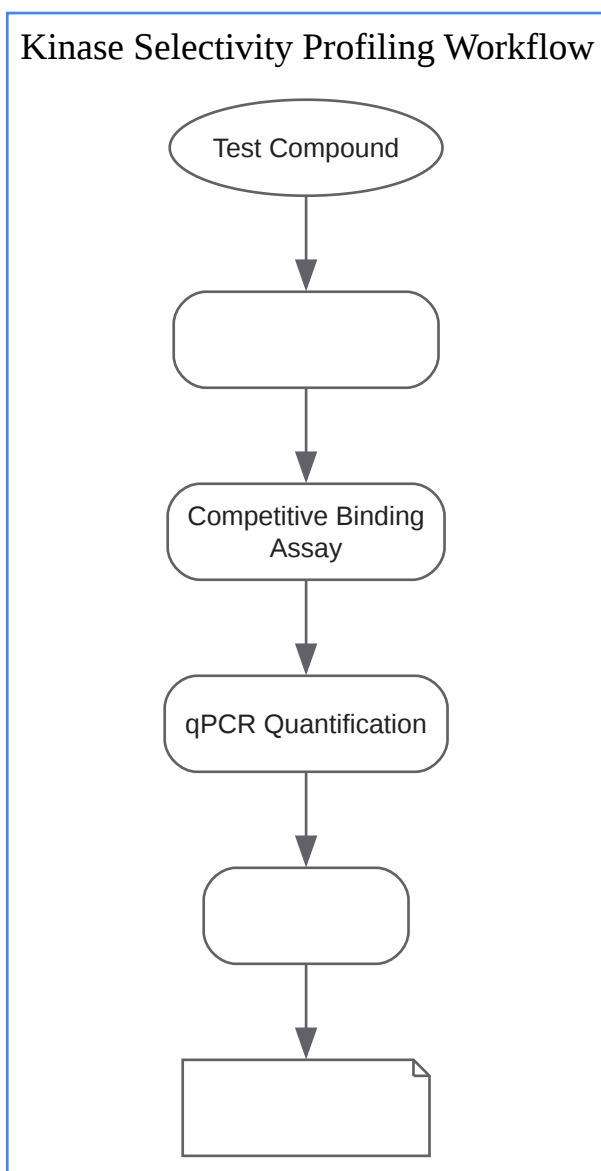 Kinase Selectivity Profiling Workflow
Test Compound
Competitive Binding
Assay
qPCR Quantification